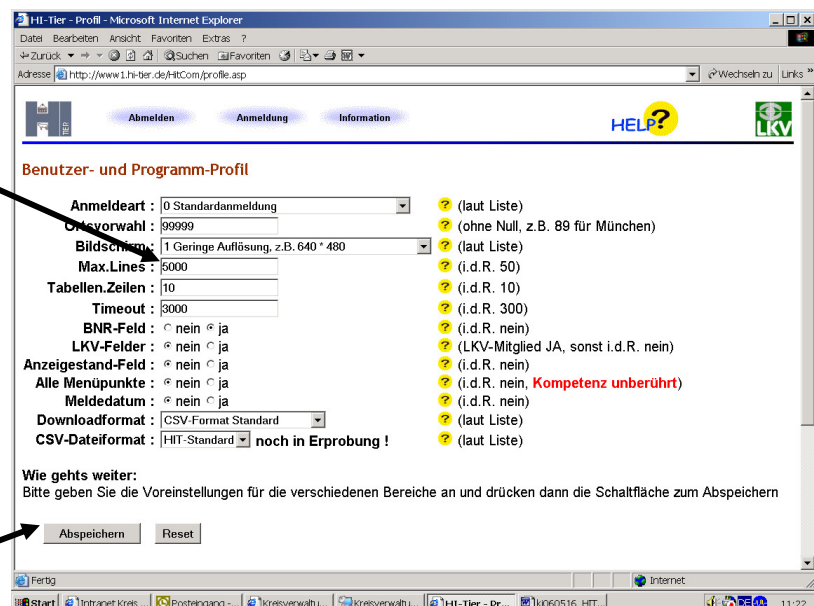 HI-Tier - Profil - Microsoft Internet Explorer
Datei Bearbeiten Ansicht Favoriten Extras ?
Zurück Suchen Favoriten
Adresse http://www1.hi-tier.de/HitCom/profile.asp Wechseln zu Links »
HI TIER Abmelden Anmeldung Information HELP? LKV
Benutzer- und Programm-Profil
Anmeldeart : 0 Standardanmeldung ? (laut Liste)
Ortsvorwahl : 99999 ? (ohne Null, z.B. 89 für München)
Bildschirm : 1 Geringe Auflösung, z.B. 640 * 480 ? (laut Liste)
Max.Lines : 5000 ? (i.d.R. 50)
Tabellen.Zeilen : 10 ? (i.d.R. 10)
Timeout : 3000 ? (i.d.R. 300)
BNR-Feld : nein ja ? (i.d.R. nein)
LKV-Felder : nein ja ? (LKV-Mitglied JA, sonst i.d.R. nein)
Anzeigestand-Feld : nein ja ? (i.d.R. nein)
Alle Menüpunkte : nein ja ? (i.d.R. nein, Kompetenz unberührt)
Meldedatum : nein ja ? (i.d.R. nein)
Downloadformat : CSV-Format Standard ? (laut Liste)
CSV-Dateiformat : HIT-Standard noch in Erprobung ! ? (laut Liste)
Wie gehts weiter:
Bitte geben Sie die Voreinstellungen für die verschiedenen Bereiche an und drücken dann die Schaltfläche zum Abspeichern
Abspeichern Reset
Fertig Internet
Start Intranet Kreis ... Posteingang - ... Kreisverwaltu... Kreisverwaltu... HI-Tier - Pr... ki060516_HIT... DE 11:22